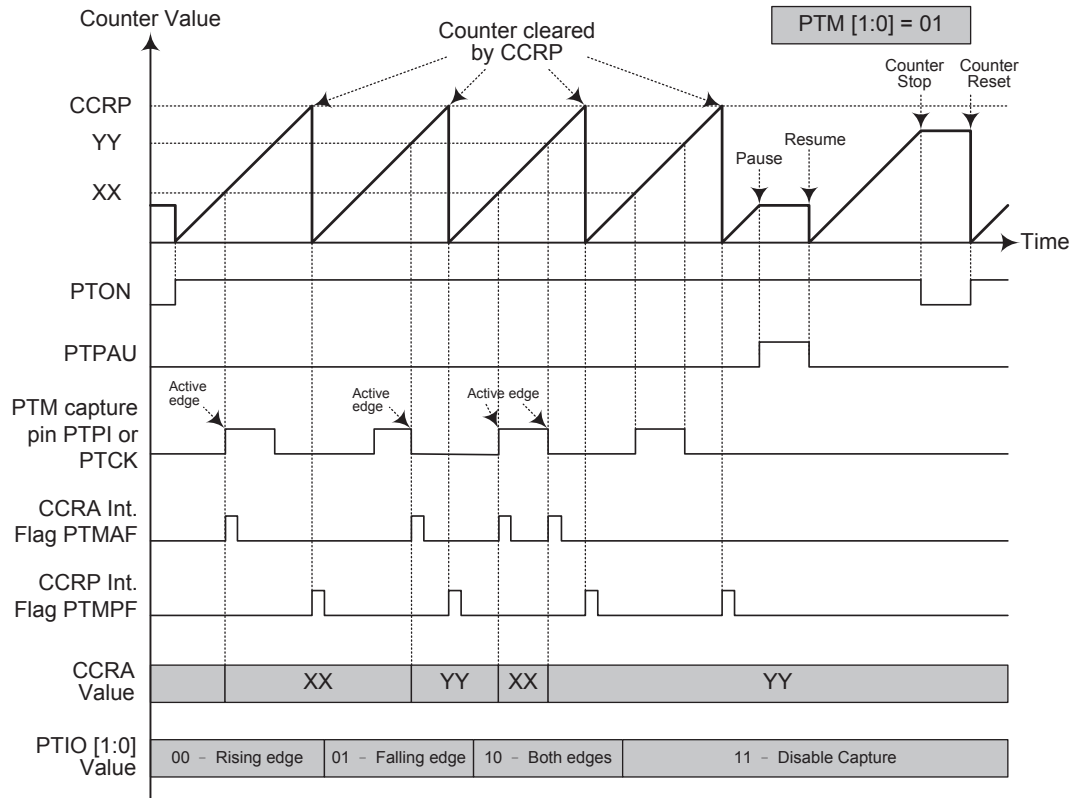 Counter Value
PTM [1:0] = 01
Counter cleared
by CCRP
Counter
Stop
Counter
Reset
CCRP
YY
XX
Pause
Resume
Time
PTON
PTPAU
Active
edge
Active
edge
Active edge
PTM capture
pin PTPI or
PTCK
CCRA Int.
Flag PTMAF
CCRP Int.
Flag PTMPF
CCRA
Value
XX
YY
XX
YY
PTIO [1:0]
Value
00 - Rising edge
01 - Falling edge
10 - Both edges
11 - Disable Capture